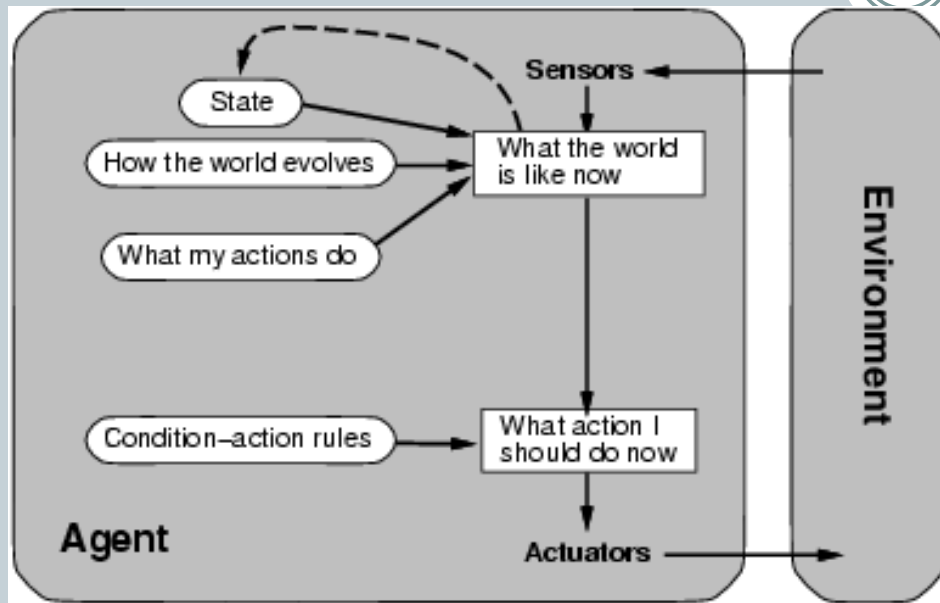 Sensors
State
What the world
is like now
How the world evolves
What my actions do
Condition–action rules
What action I
should do now
Agent
Actuators
Environment